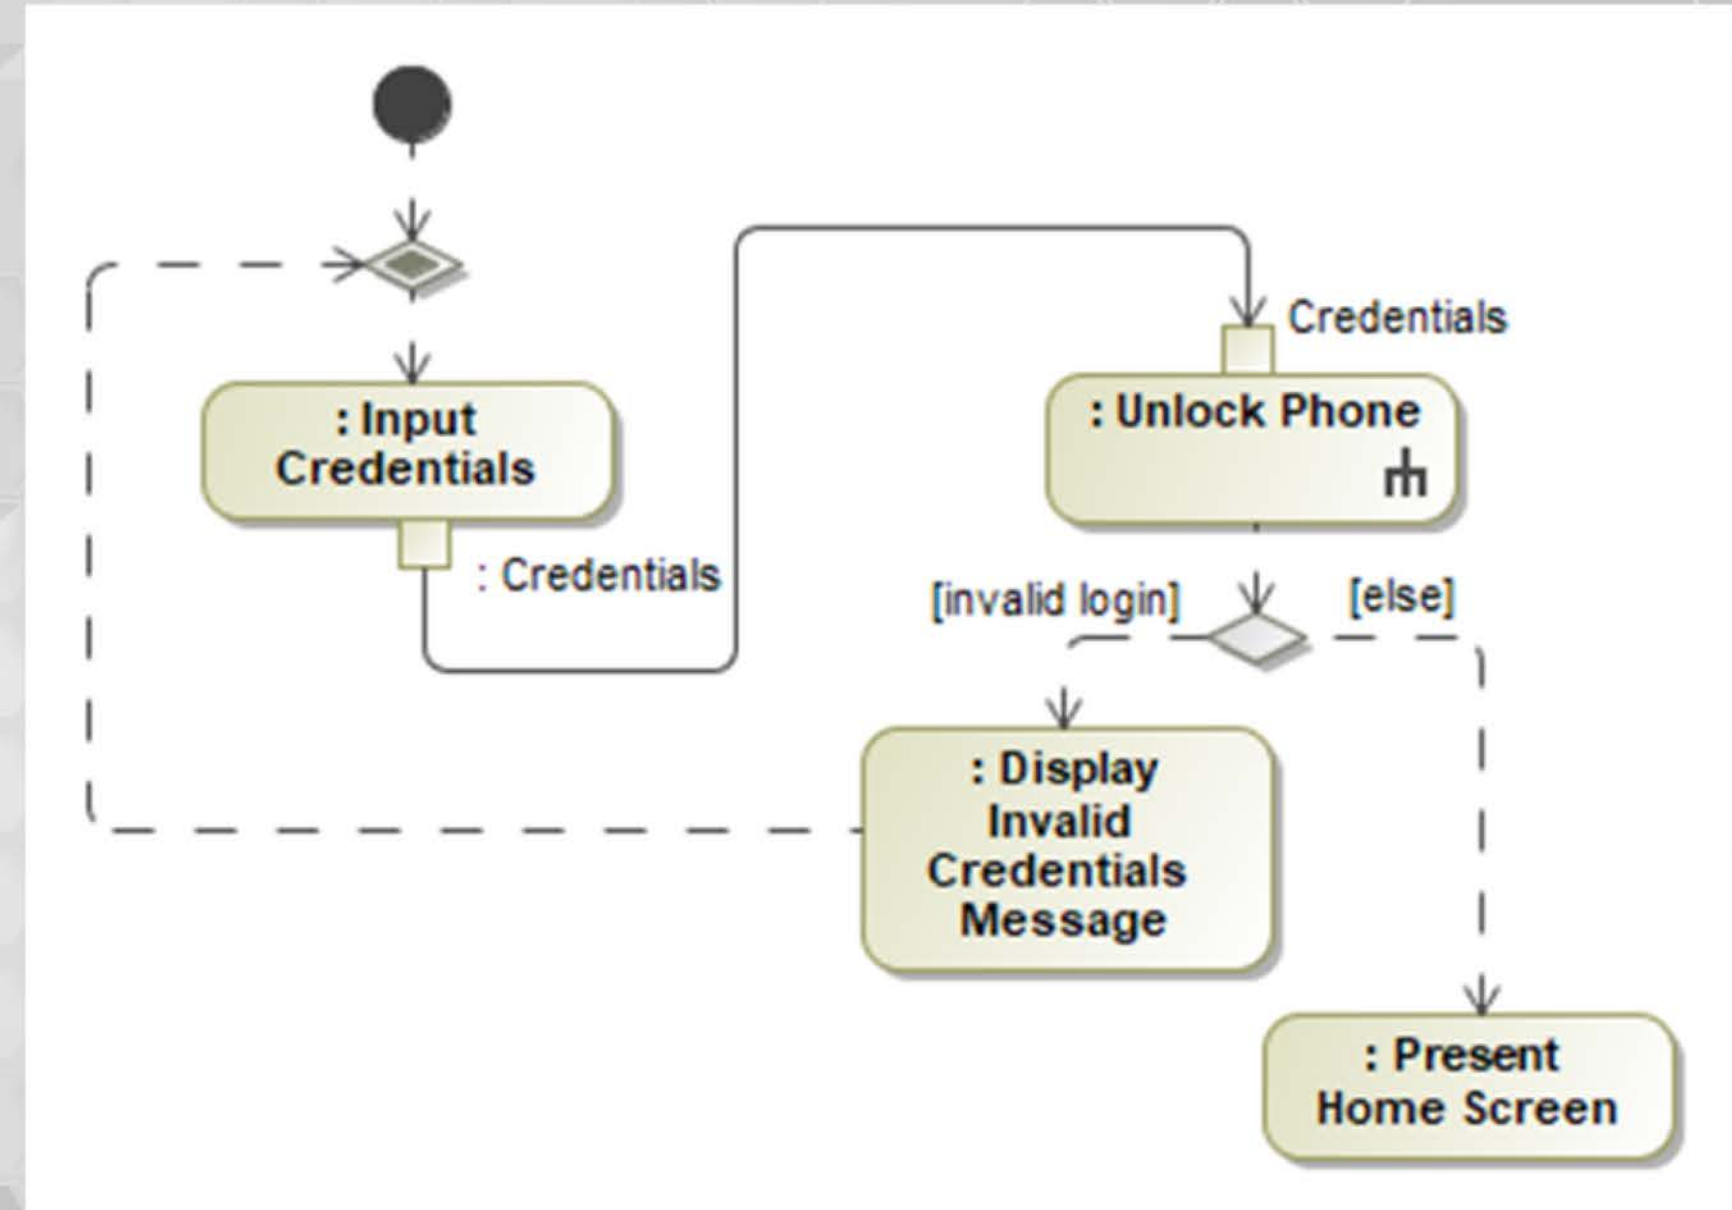 : Input
Credentials
: Credentials
Credentials
: Unlock Phone
[invalid login]
[else]
: Display
Invalid
Credentials
Message
: Present
Home Screen